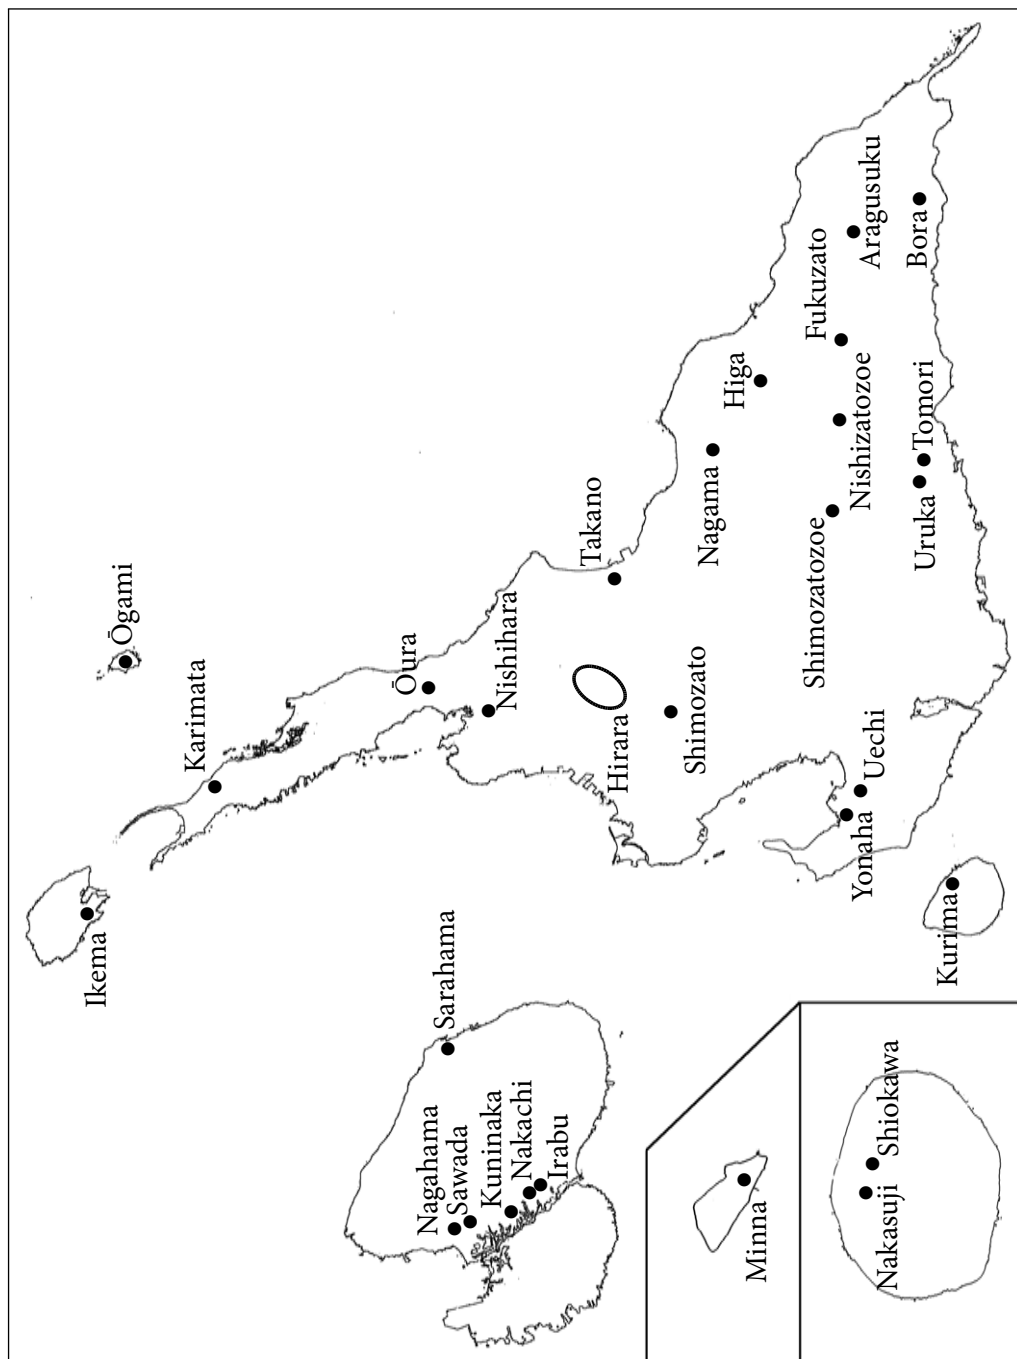 Ikema
Karimata
Ōgami
Ōura
Nishihara
Takano
Hirara
Shimozato
Nagama
Higa
Fukuzato
Aragusuku
Bora
Nishizatozoe
Shimozatozoe
Tomori
Uruka
Uechi
Yonaha
Kurima
Sarahama
Nagahama
Sawada
Kuninaka
Nakachi
Irabu
Minna
Shiokawa
Nakasuji